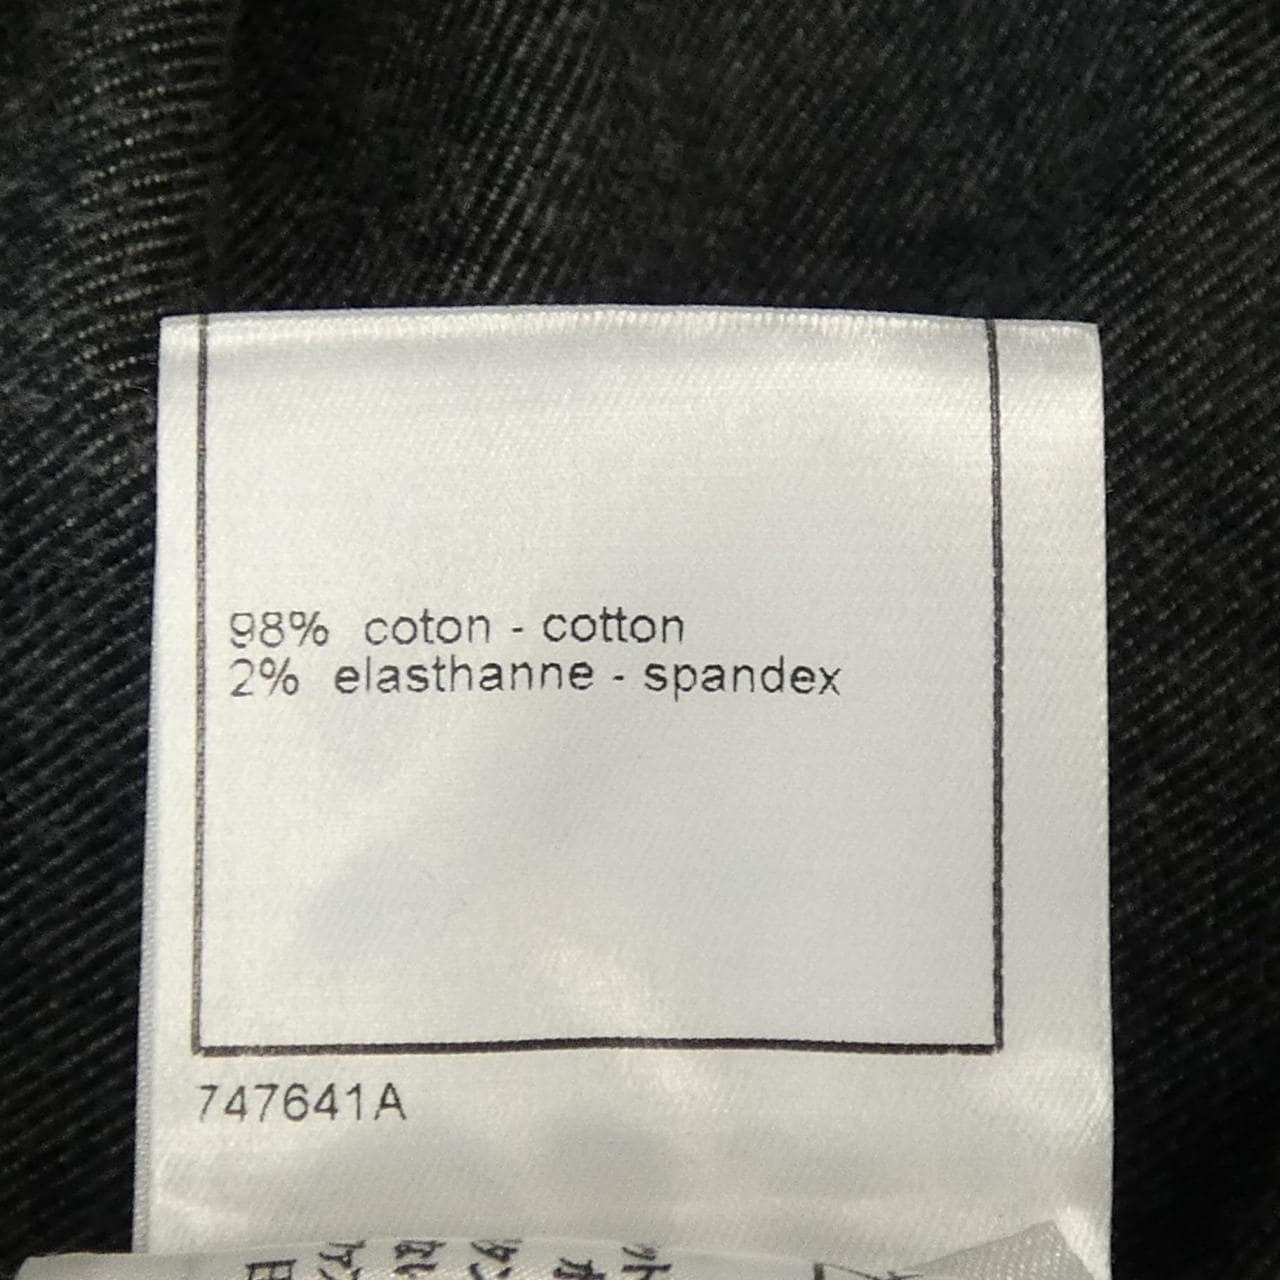 98% coton - cotton
2% elasthanne - spandex
747641A